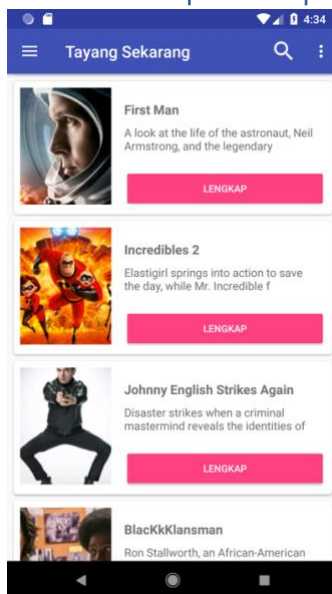 4:34
Tayang Sekarang
First Man
A look at the life of the astronaut, Neil
Armstrong, and the legendary
LENGKAP
Incredibles 2
Elastigirl springs into action to save
the day, while Mr. Incredible f
LENGKAP
Johnny English Strikes Again
Disaster strikes when a criminal
mastermind reveals the identities of
LENGKAP
BlacKkKlansman
Ron Stallworth, an African-American